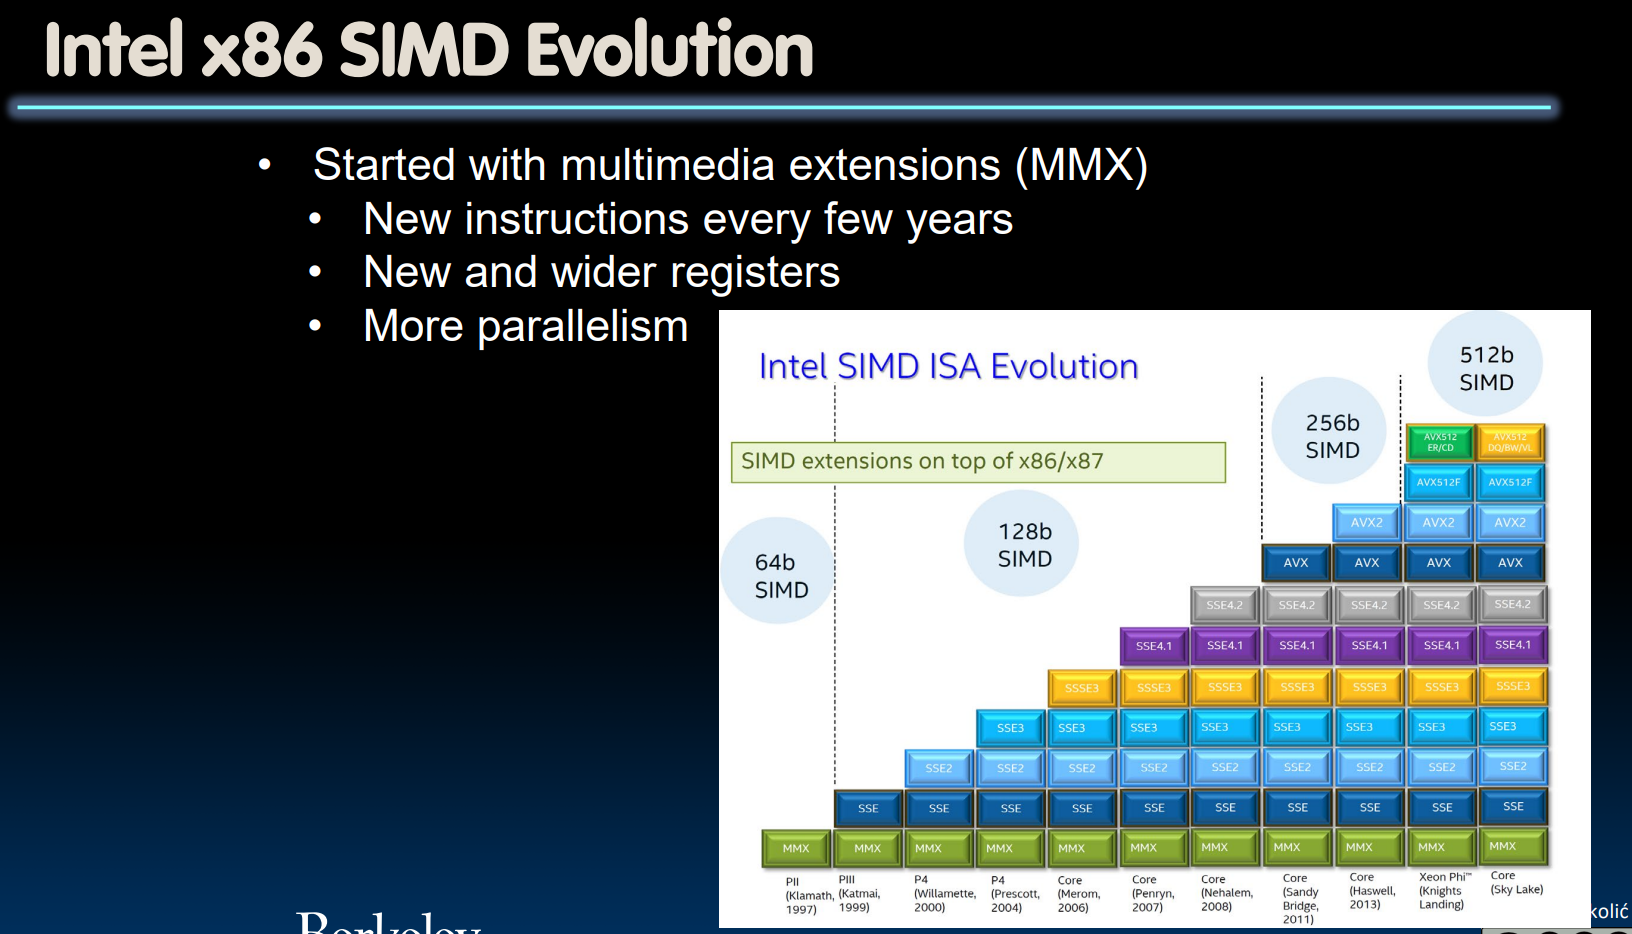 Intel x86 SIMD Evolution
• Started with multimedia extensions (MMX)
• New instructions every few years
• New and wider registers
• More parallelism
Intel SIMD ISA Evolution
512b
SIMD
256b
SIMD
SIMD extensions on top of x86/x87
128b
SIMD
64b
SIMD
AVX512 ER/CD AVX512 DQ/BW/VL
AVX512F AVX512F
AVX2 AVX2 AVX2
AVX AVX AVX AVX
SSE4.2 SSE4.2 SSE4.2 SSE4.2 SSE4.2
SSE4.1 SSE4.1 SSE4.1 SSE4.1 SSE4.1 SSE4.1
SSSE3 SSSE3 SSSE3 SSSE3 SSSE3 SSSE3 SSSE3
SSE3 SSE3 SSE3 SSE3 SSE3 SSE3 SSE3 SSE3
SSE2 SSE2 SSE2 SSE2 SSE2 SSE2 SSE2 SSE2 SSE2
SSE SSE SSE SSE SSE SSE SSE SSE SSE SSE
MMX MMX MMX MMX MMX MMX MMX MMX MMX MMX MMX
PII
(Klamath,
1997)
PIII
(Katmai,
1999)
P4
(Willamette,
2000)
P4
(Prescott,
2004)
Core
(Merom,
2006)
Core
(Penryn,
2007)
Core
(Nehalem,
2008)
Core
(Sandy
Bridge,
2011)
Core
(Haswell,
2013)
Xeon Phi™
(Knights
Landing)
Core
(Sky Lake)
Berkeley
kolić